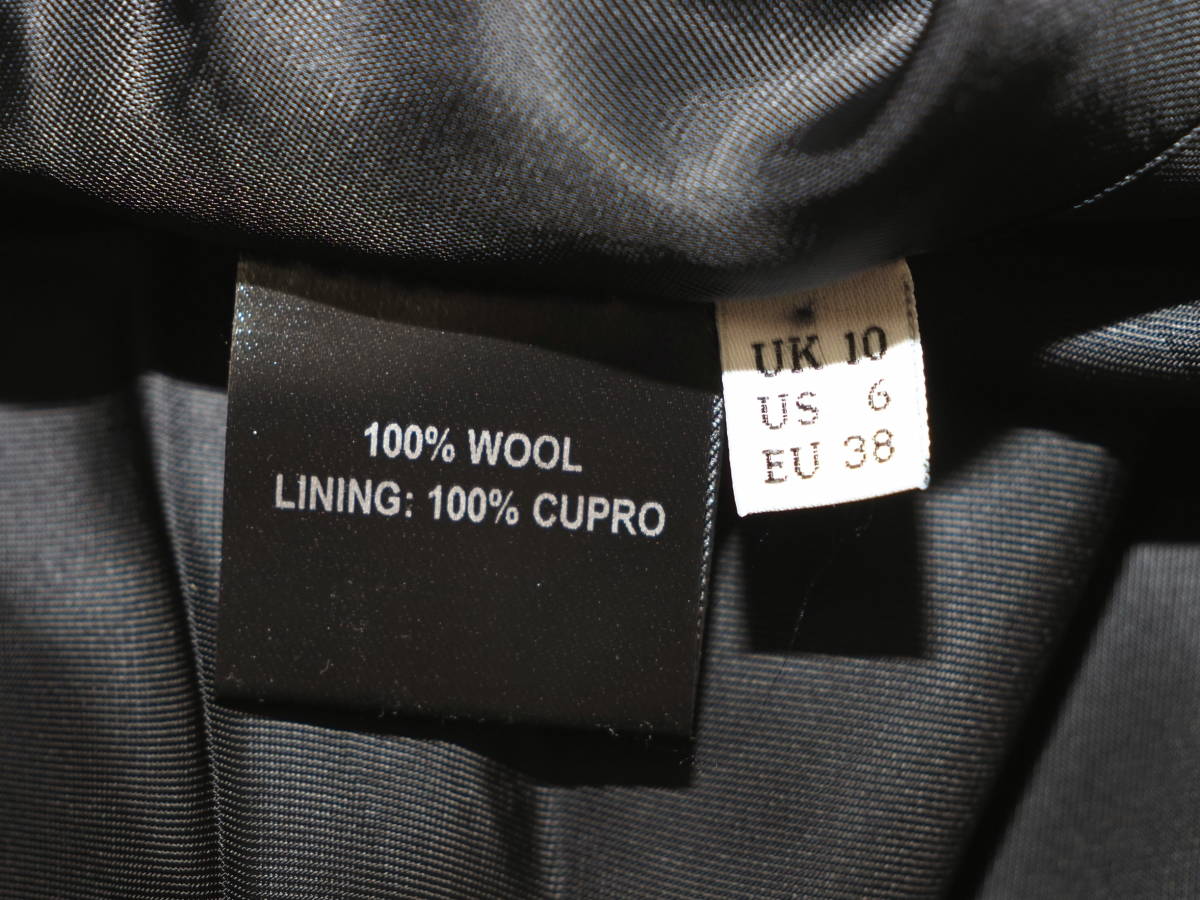 100% WOOL
LINING: 100% CUPRO
UK 10
US 6
EU 38